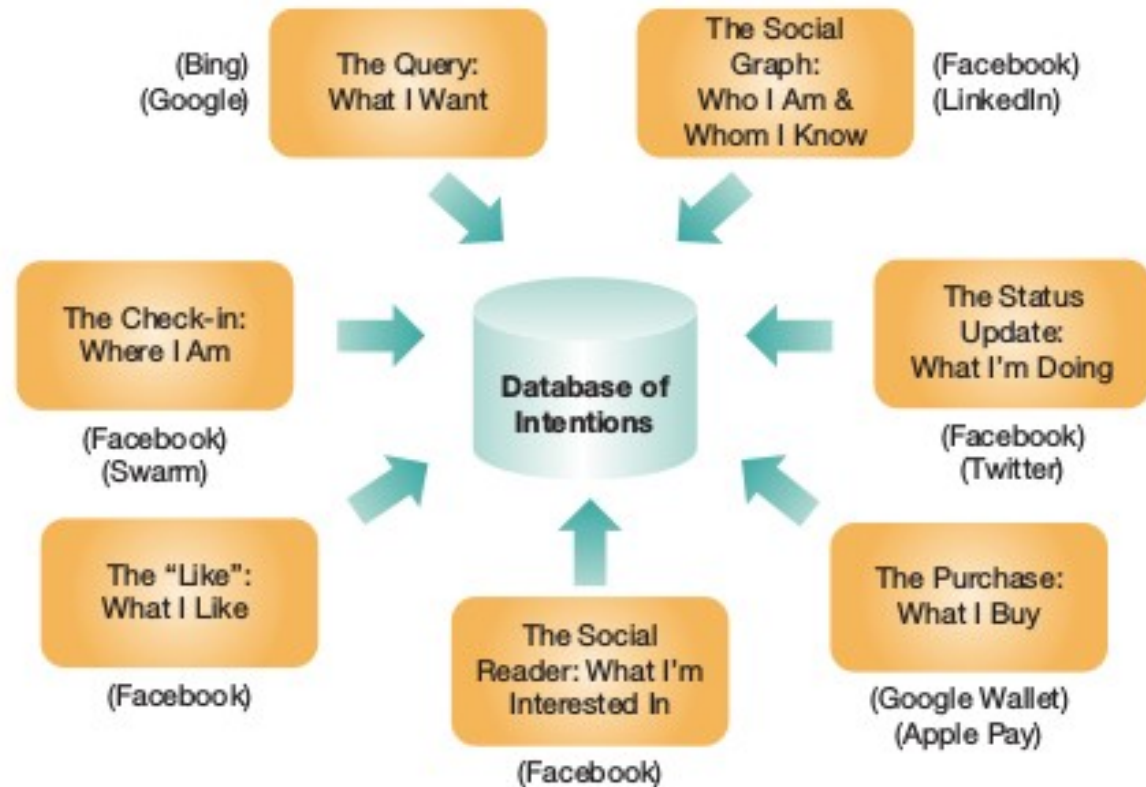 (Bing)
(Google)
The Query:
What I Want
The Social
Graph:
Who I Am &
Whom I Know
(Facebook)
(LinkedIn)
The Check-in:
Where I Am
(Facebook)
(Swarm)
Database of
Intentions
The Status
Update:
What I'm Doing
(Facebook)
(Twitter)
The “Like”:
What I Like
(Facebook)
The Social
Reader: What I'm
Interested In
(Facebook)
The Purchase:
What I Buy
(Google Wallet)
(Apple Pay)